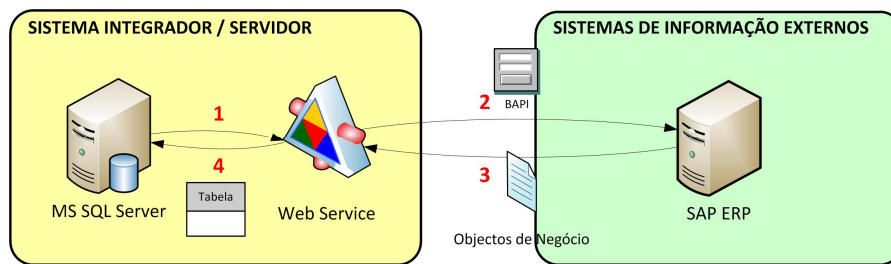 SISTEMA INTEGRADOR / SERVIDOR
SISTEMAS DE INFORMAÇÃO EXTERNOS
1
2
BAPI
4
3
Tabela
MS SQL Server
Web Service
SAP ERP
Objectos de Negócio